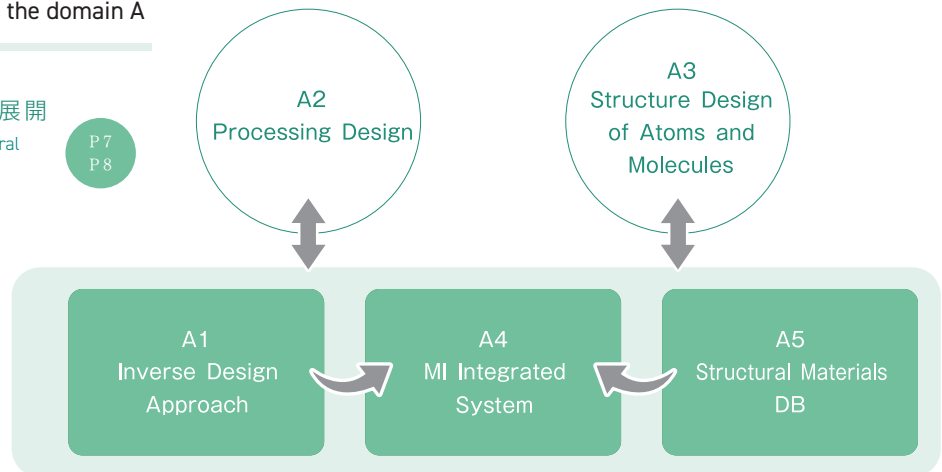 the domain A
展開
ral
P7
P8
A2
Processing Design
A3
Structure Design
of Atoms and
Molecules
A1
Inverse Design
Approach
A4
MI Integrated
System
A5
Structural Materials
DB